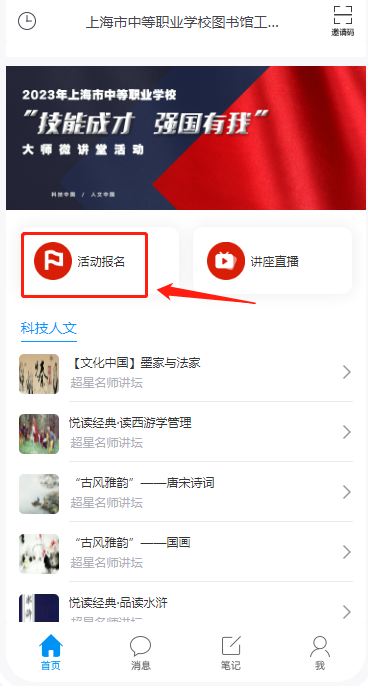 上海市中等职业学校图书馆工...
邀请码
2023年上海市中等职业学校
“技能成才 强国有我”
大师微讲堂活动
科技中国 / 人文中国
活动报名
讲座直播
科技人文
【文化中国】墨家与法家
超星名师讲坛
悦读经典·读西游学管理
超星名师讲坛
“古风雅韵”——唐宋诗词
超星名师讲坛
“古风雅韵”——国画
超星名师讲坛
悦读经典·品读水浒
超星名师讲坛
首页
消息
笔记
我